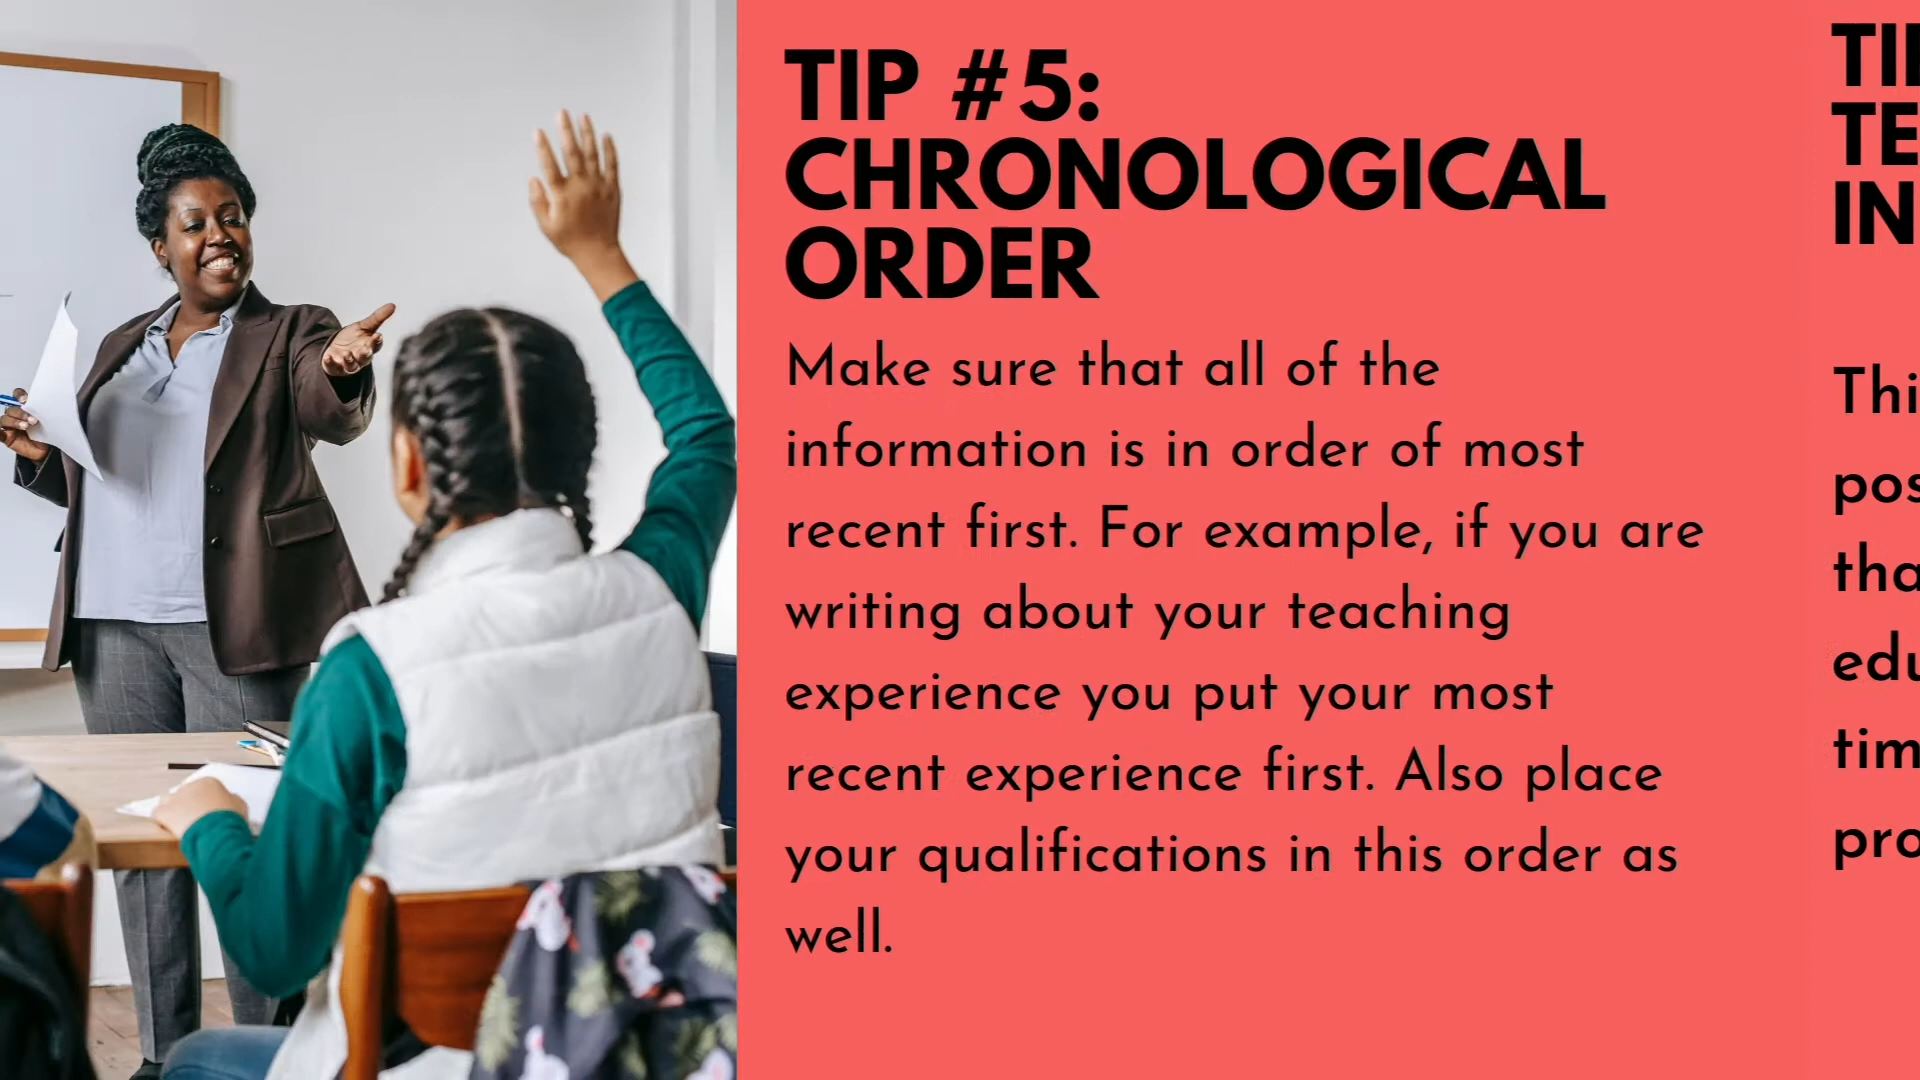 TIP #5:
CHRONOLOGICAL
ORDER
Make sure that all of the
information is in order of most
recent first. For example, if you are
writing about your teaching
experience you put your most
recent experience first. Also place
your qualifications in this order as
well.